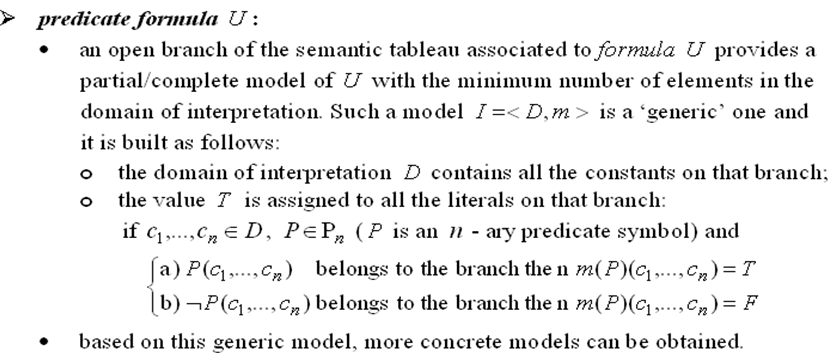 ➢ predicate formula U :
• an open branch of the semantic tableau associated to formula U provides a
partial/complete model of U with the minimum number of elements in the
domain of interpretation. Such a model I =< D, m > is a ‘generic’ one and
it is built as follows:
o the domain of interpretation D contains all the constants on that branch;
o the value T is assigned to all the literals on that branch:
if c₁,...,cₙ ∈ D, P∈Pₙ ( P is an n - ary predicate symbol) and
{ a) P(c₁,...,cₙ) belongs to the branch the n m(P)(c₁,...,cₙ) = T
b) ¬P(c₁,...,cₙ) belongs to the branch the n m(P)(c₁,...,cₙ) = F
• based on this generic model, more concrete models can be obtained.